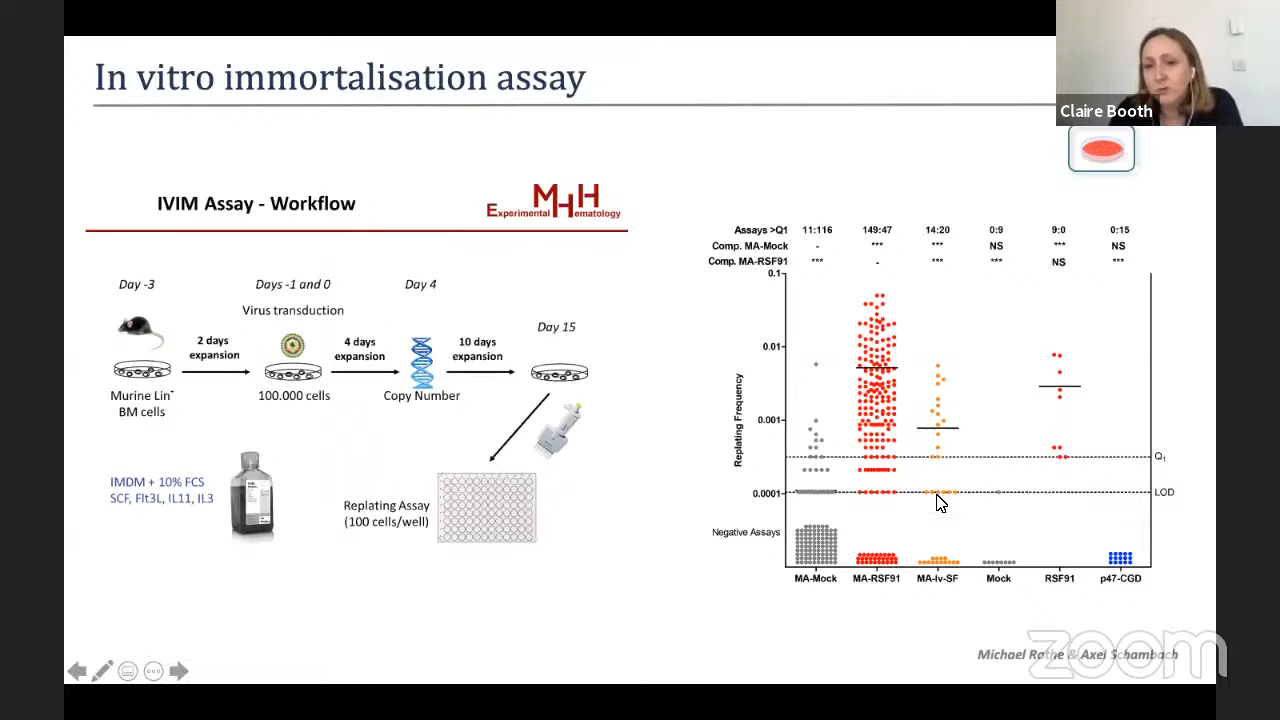 In vitro immortalisation assay
Claire Booth
IVIM Assay - Workflow
MHH
Experimental Hematology
Day -3
Days -1 and 0
Day 4
Virus transduction
Day 15
2 days
expansion
4 days
expansion
10 days
expansion
Murine Lin⁻
BM cells
100.000 cells
Copy Number
IMDM + 10% FCS
SCF, Flt3L, IL11, IL3
Replating Assay
(100 cells/well)
Assays >Q1 11:116 149:47 14:20 0:9 9:0 0:15
Comp. MA-Mock - *** *** NS *** NS
Comp. MA-RSF91 *** - *** *** NS ***
0.1
0.01
0.001
0.0001
Replating Frequency
Q₁
LOD
Negative Assays
MA-Mock MA-RSF91 MA-lv-SF Mock RSF91 p47-CGD
Michael Rothe & Axel Schambach
zoom